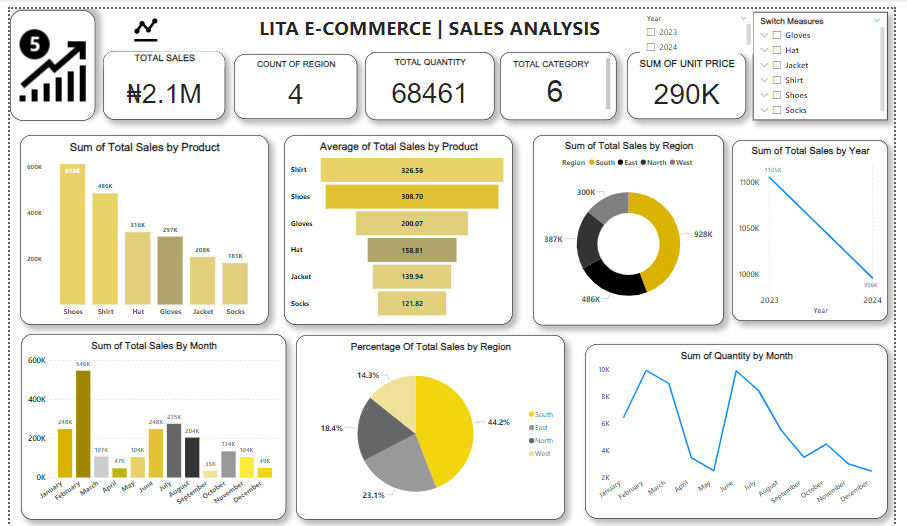 5
LITA E-COMMERCE | SALES ANALYSIS
Year
2023
2024
Switch Measures
Gloves
Hat
Jacket
Shirt
Shoes
Socks
TOTAL SALES
₦2.1M
COUNT OF REGION
4
TOTAL QUANTITY
68461
TOTAL CATEGORY
6
SUM OF UNIT PRICE
290K
Sum of Total Sales by Product
600K
400K
200K
613K
486K
316K
297K
208K
181K
Shoes Shirt Hat Gloves Jacket Socks
Average of Total Sales by Product
Shirt 326.56
Shoes 308.70
Gloves 200.07
Hat 158.81
Jacket 139.94
Socks 121.82
Sum of Total Sales by Region
Region South East North West
300K
928K
387K
486K
Sum of Total Sales by Year
1100K
1050K
1000K
1105K
996K
2023 2024
Year
Sum of Total Sales By Month
600K
400K
200K
0K
248K
546K
107K
47K
104K
248K
275K
204K
35K
134K
104K
49K
January February March April May June July August September October November December
Percentage Of Total Sales by Region
14.3%
44.2%
18.4%
23.1%
South
East
North
West
Sum of Quantity by Month
10K
8K
6K
4K
2K
January February March April May June July August September October November December